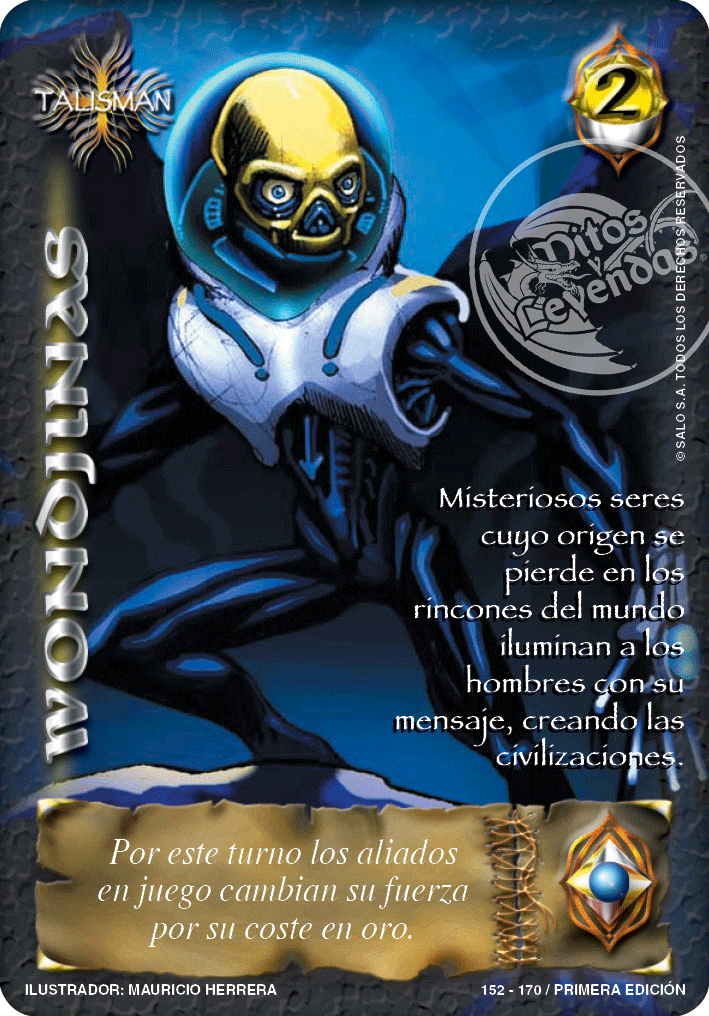 TALISMAN
2
Mitos
y
Leyendas
®
© SALO S.A. TODOS LOS DERECHOS RESERVADOS
WONDJINAS
Misteriosos seres
cuyo origen se
pierde en los
rincones del mundo
iluminan a los
hombres con su
mensaje, creando las
civilizaciones.
Por este turno los aliados
en juego cambian su fuerza
por su coste en oro.
ILUSTRADOR: MAURICIO HERRERA
152 - 170 / PRIMERA EDICIÓN